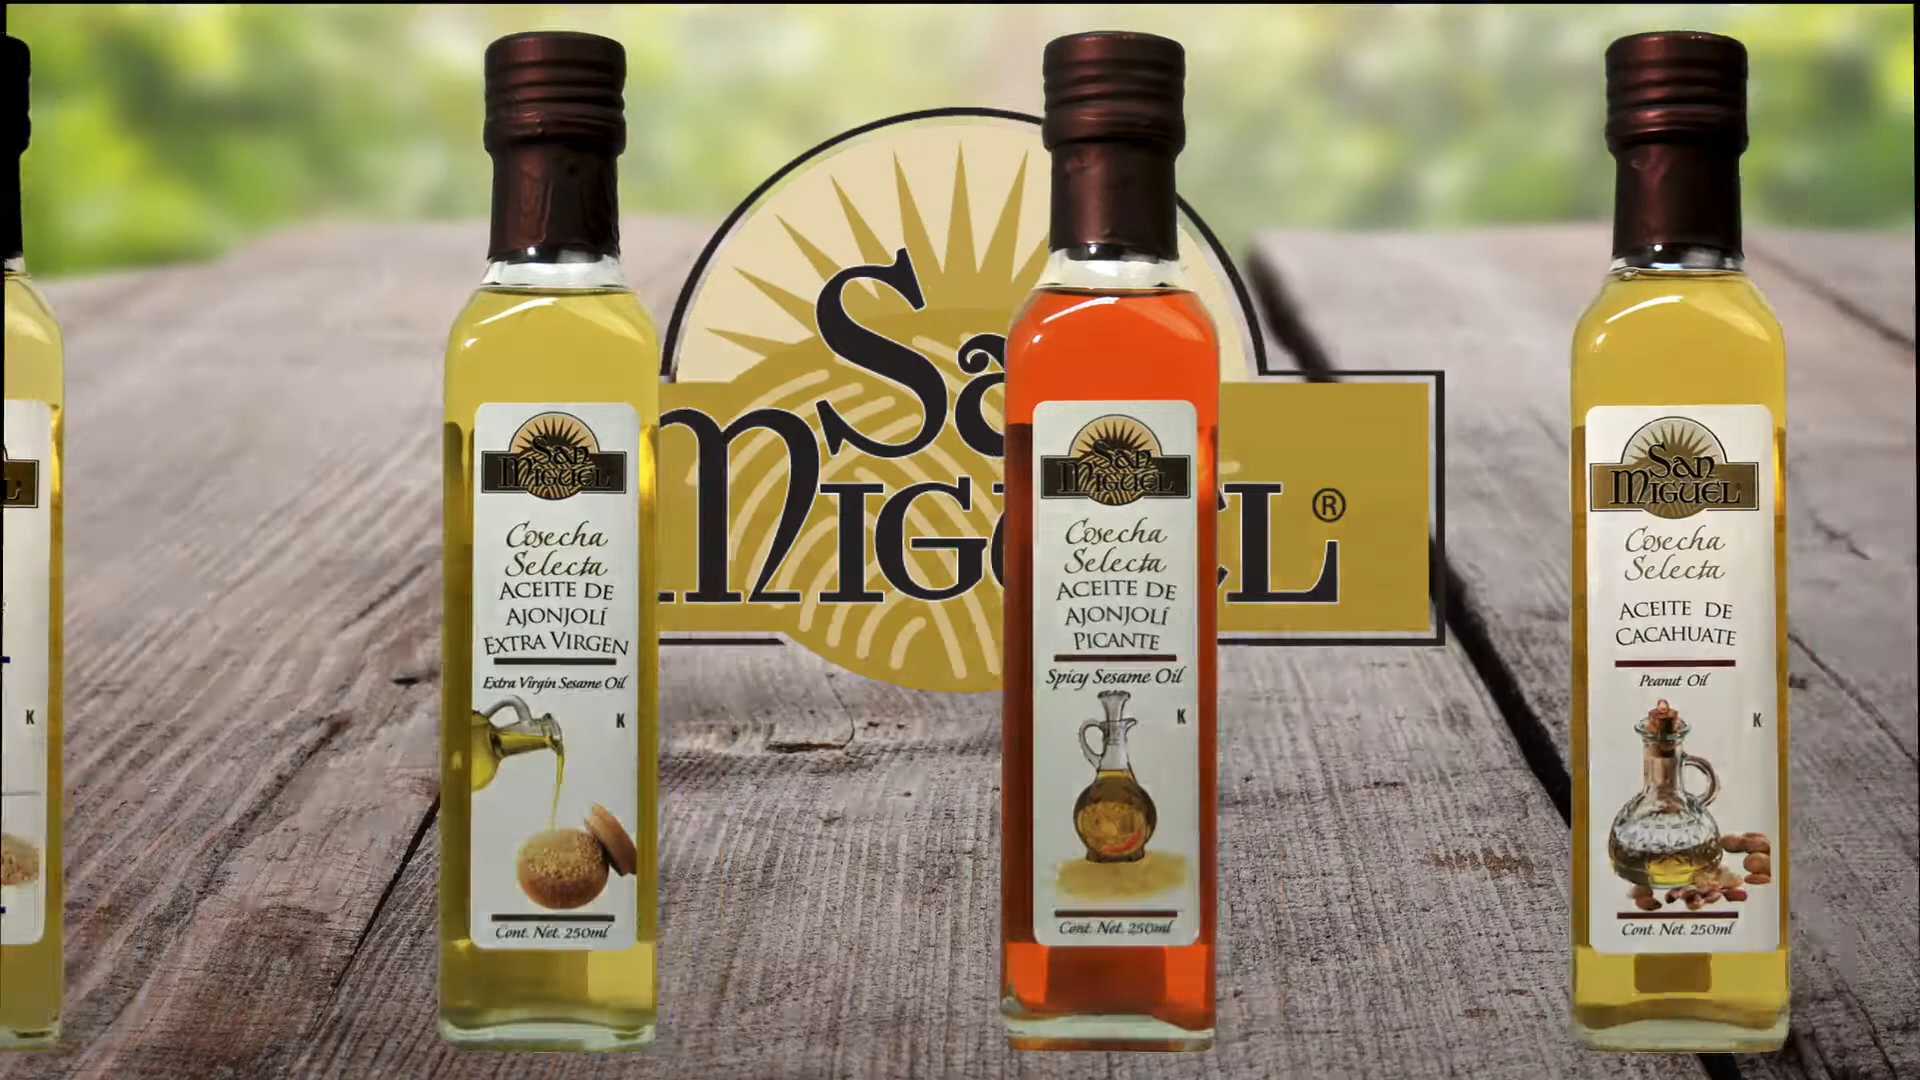 San
MIGUEL®
L
K
San
MIGUEL
Cosecha
Selecta
ACEITE DE
AJONJOLÍ
EXTRA VIRGEN
Extra Virgin Sesame Oil
K
Cont. Net. 250ml
San
MIGUEL
Cosecha
Selecta
ACEITE DE
AJONJOLÍ
PICANTE
Spicy Sesame Oil
K
Cont. Net. 250ml
San
MIGUEL
Cosecha
Selecta
ACEITE DE
CACAHUATE
Peanut Oil
K
Cont. Net. 250ml